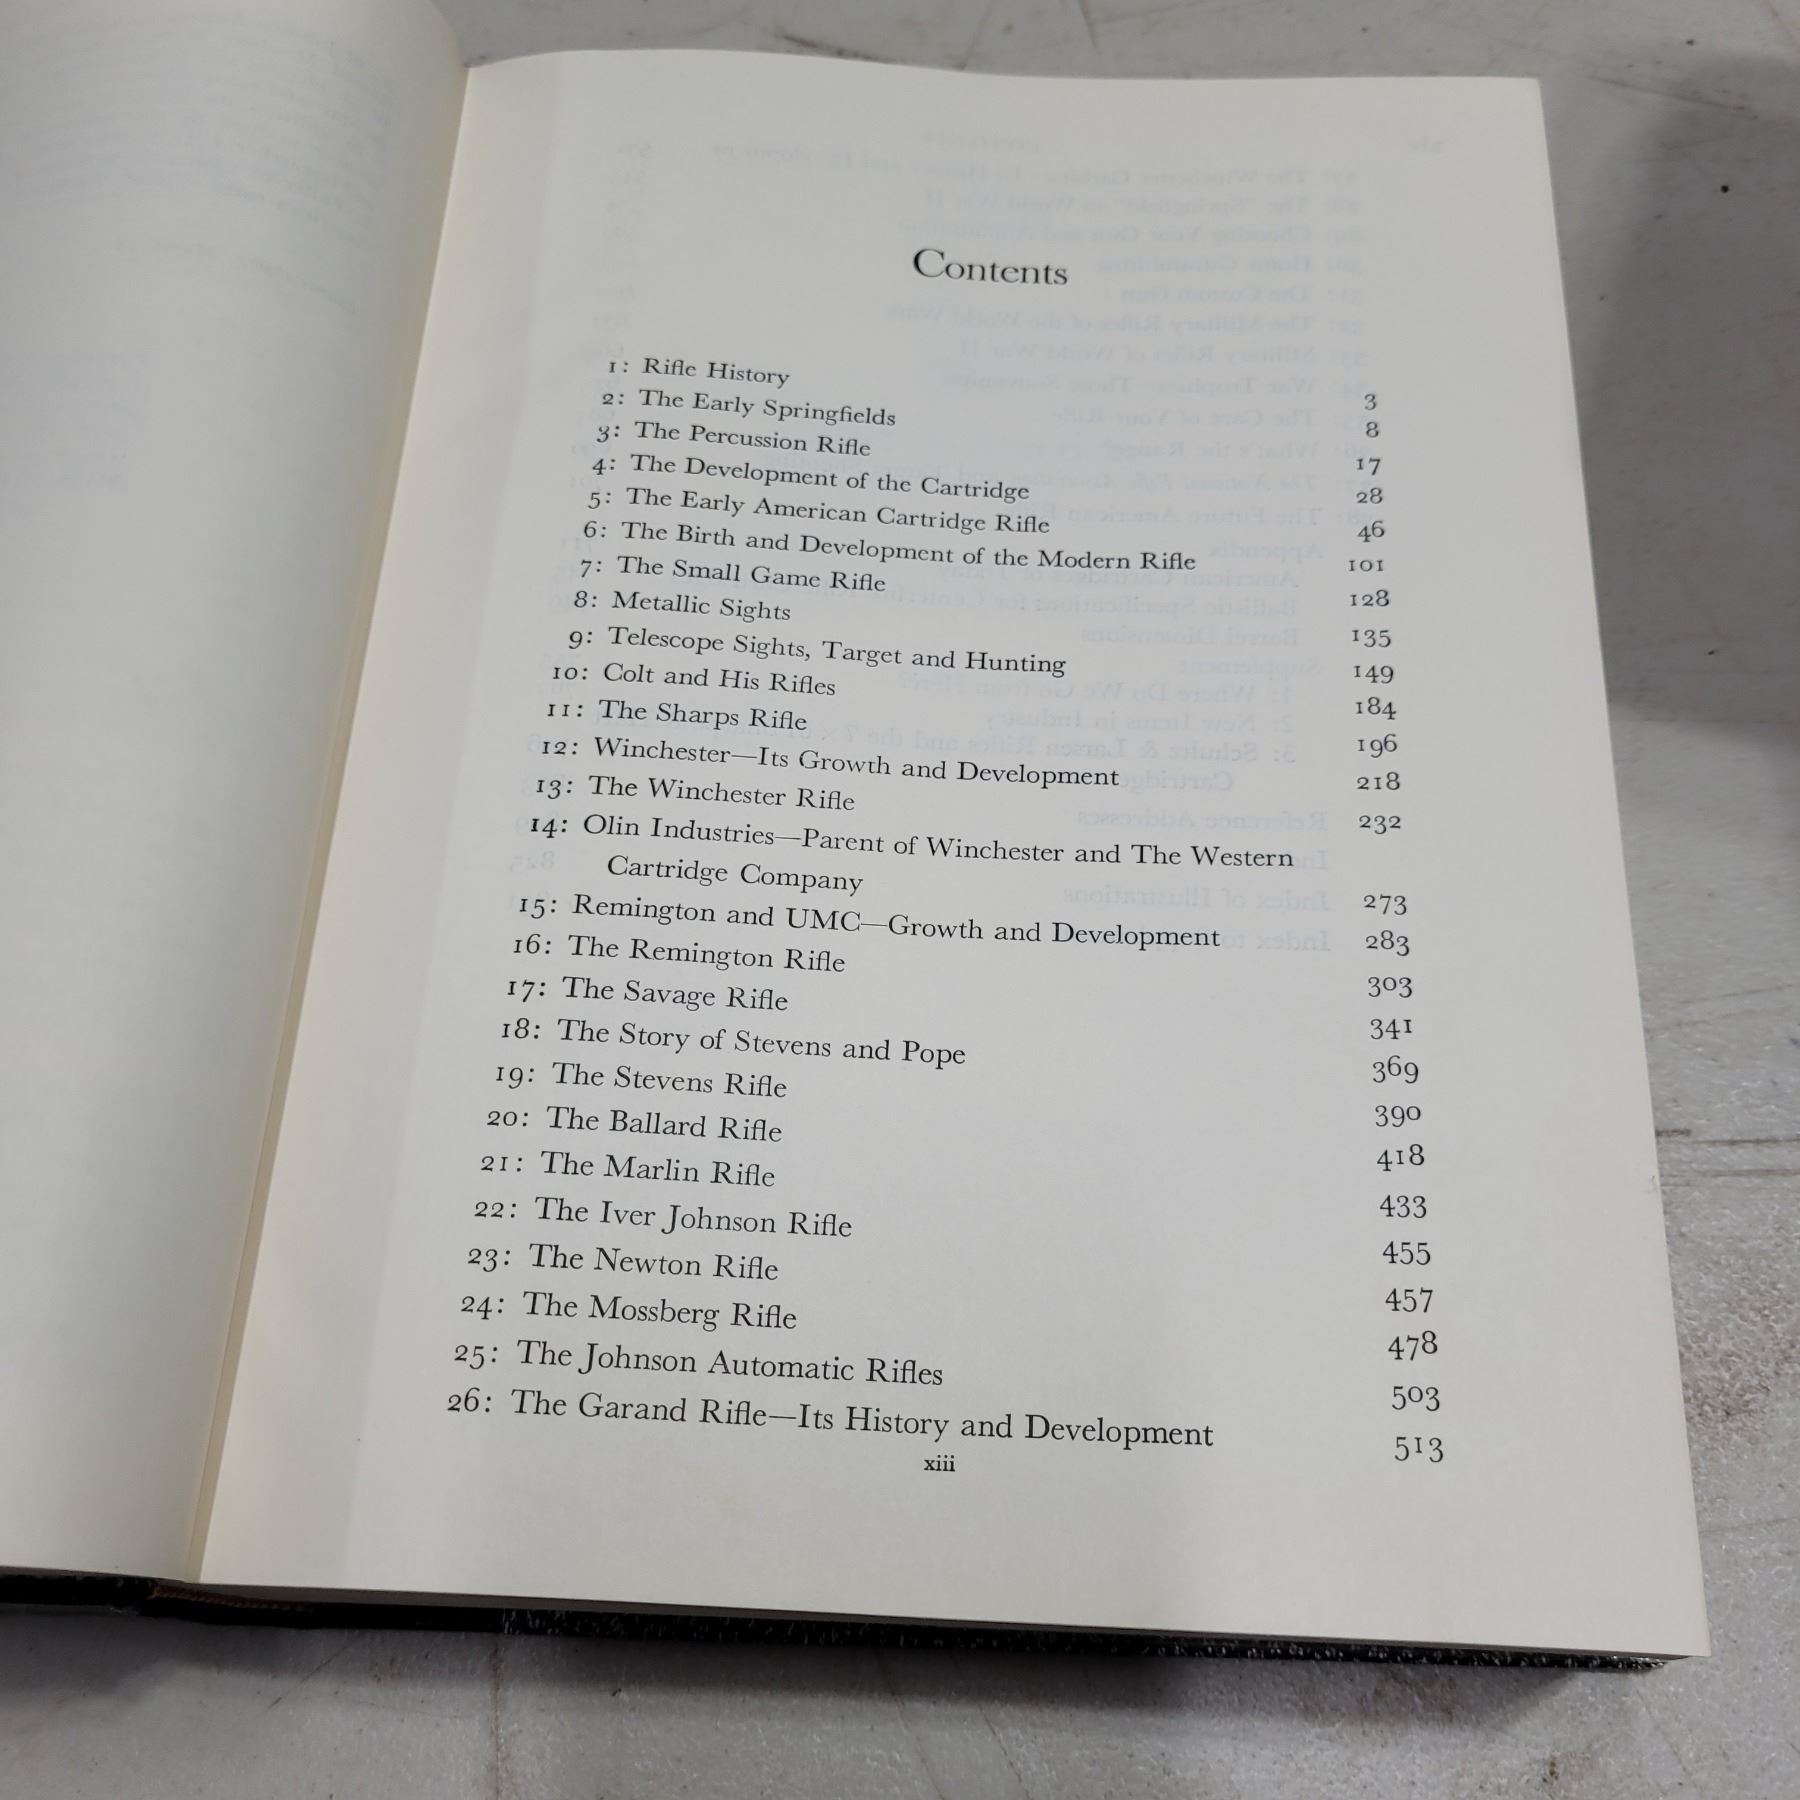 Contents
1: Rifle History 3
2: The Early Springfields 8
3: The Percussion Rifle 17
4: The Development of the Cartridge 28
5: The Early American Cartridge Rifle 46
6: The Birth and Development of the Modern Rifle 101
7: The Small Game Rifle 128
8: Metallic Sights 135
9: Telescope Sights, Target and Hunting 149
10: Colt and His Rifles 184
11: The Sharps Rifle 196
12: Winchester—Its Growth and Development 218
13: The Winchester Rifle 232
14: Olin Industries—Parent of Winchester and The Western
Cartridge Company 273
15: Remington and UMC—Growth and Development 283
16: The Remington Rifle 303
17: The Savage Rifle 341
18: The Story of Stevens and Pope 369
19: The Stevens Rifle 390
20: The Ballard Rifle 418
21: The Marlin Rifle 433
22: The Iver Johnson Rifle 455
23: The Newton Rifle 457
24: The Mossberg Rifle 478
25: The Johnson Automatic Rifles 503
26: The Garand Rifle—Its History and Development 513
xiii